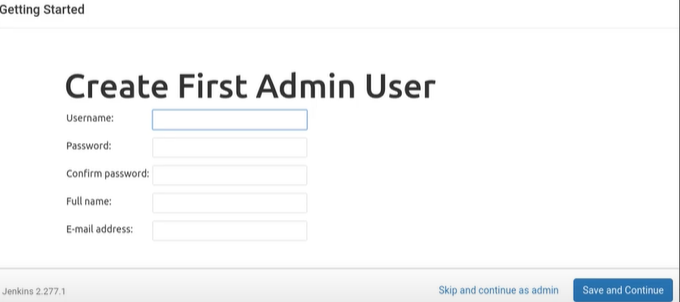 Getting Started
Create First Admin User
Username:
Password:
Confirm password:
Full name:
E-mail address:
Jenkins 2.277.1
Skip and continue as admin
Save and Continue